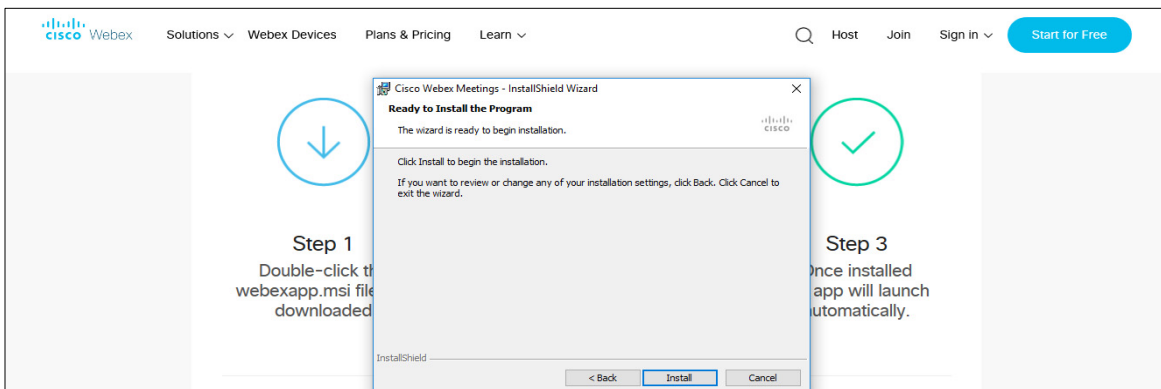 cisco Webex Solutions Webex Devices Plans & Pricing Learn Host Join Sign in Start for Free
Cisco Webex Meetings - InstallShield Wizard
Ready to Install the Program
The wizard is ready to begin installation.
cisco
Click Install to begin the installation.
If you want to review or change any of your installation settings, click Back. Click Cancel to
exit the wizard.
InstallShield
< Back Install Cancel
Step 1
Double-click
webexapp.msi file
downloaded
Step 3
installed
app will launch
automatically.